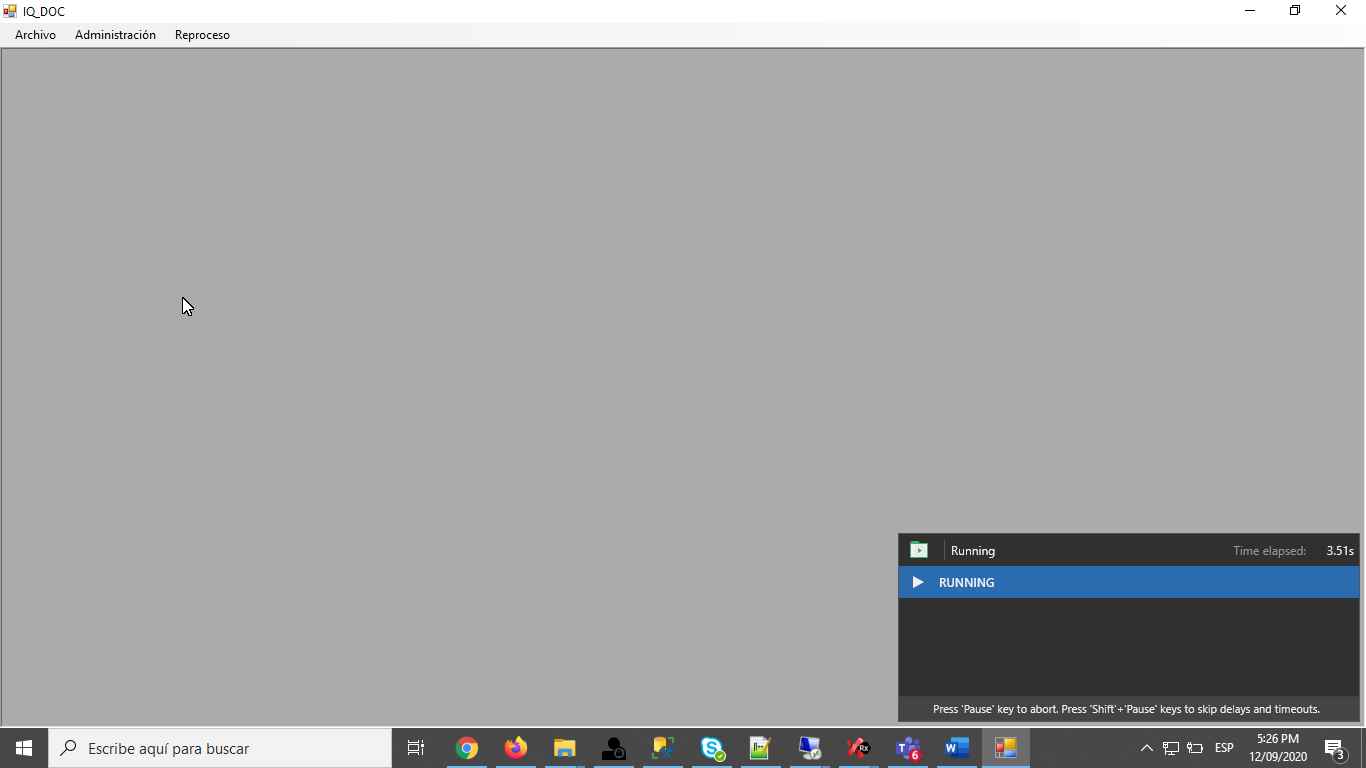 IQ_DOC
Archivo Administración Reproceso
Running Time elapsed: 3.51s
RUNNING
Press 'Pause' key to abort. Press 'Shift'+'Pause' keys to skip delays and timeouts.
Escribe aquí para buscar
Rx
6
ESP
5:26 PM
12/09/2020
3